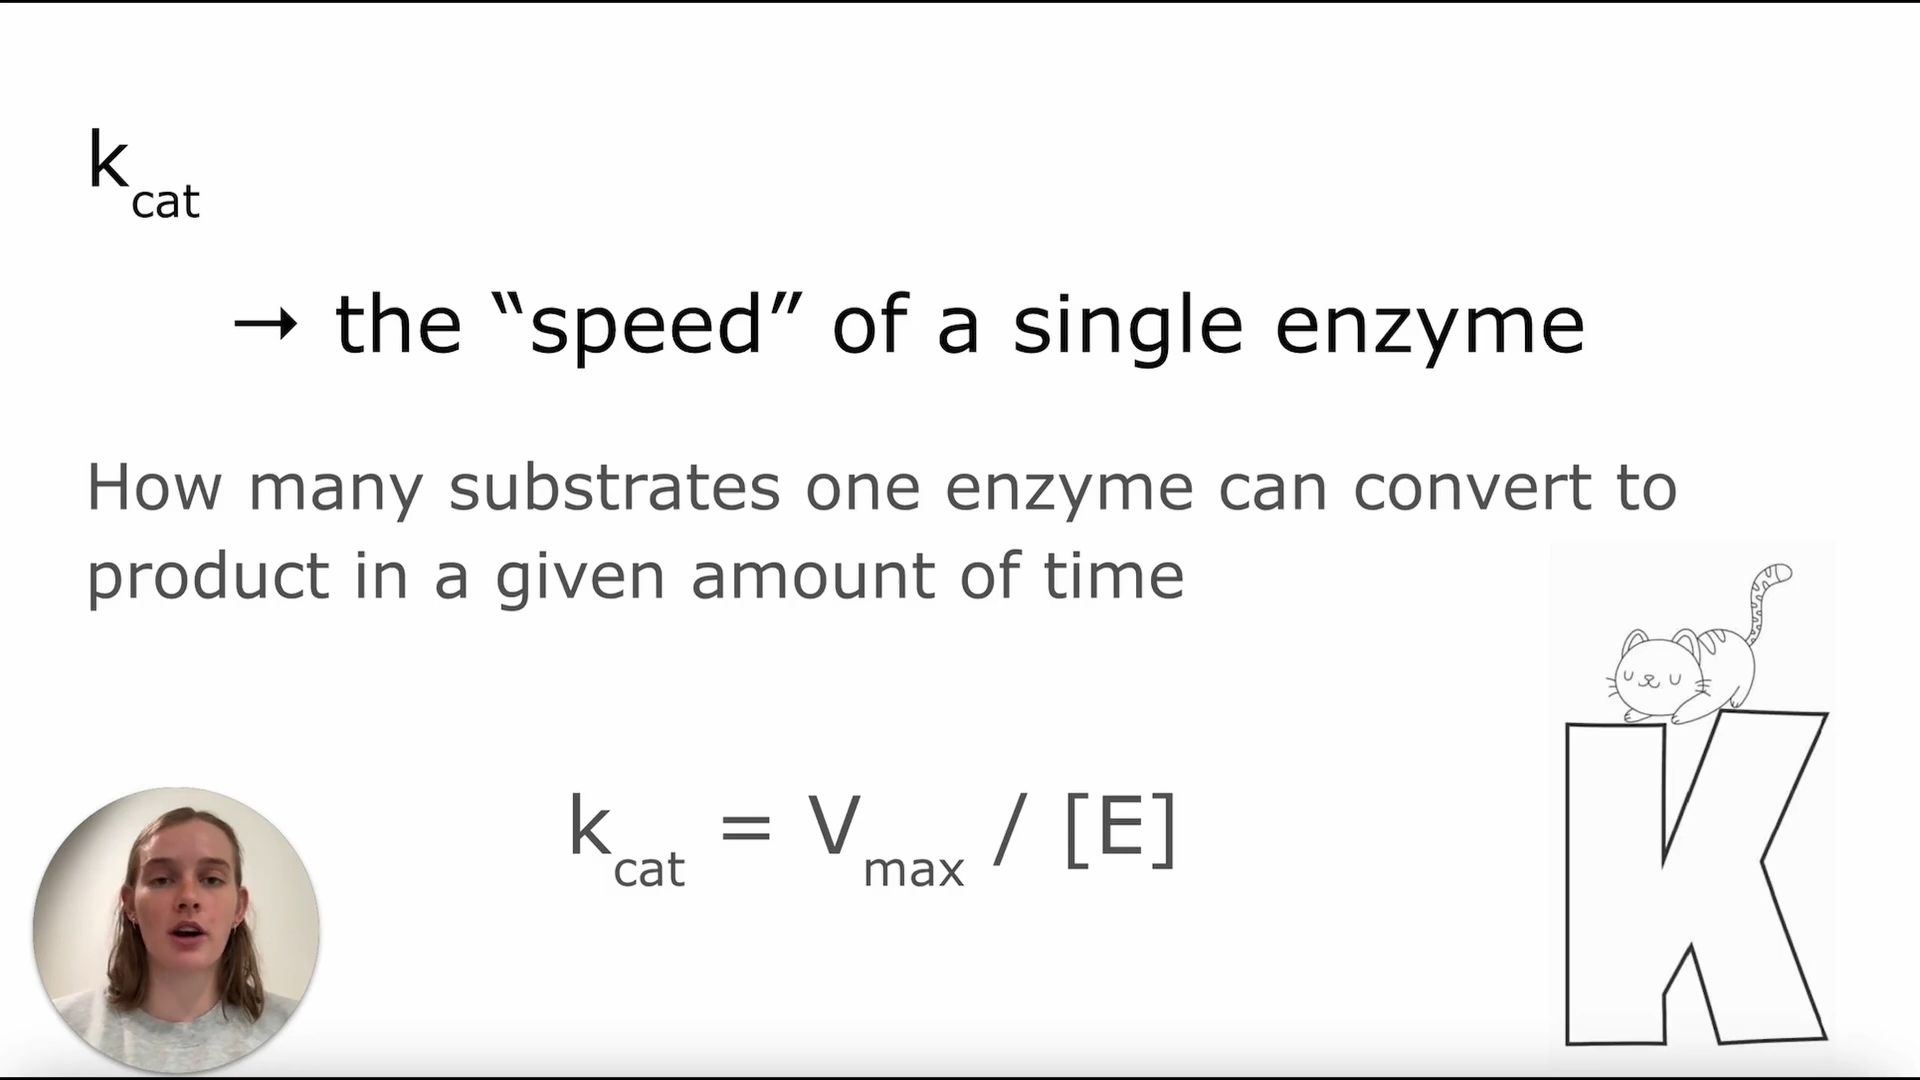 kcat
→ the “speed” of a single enzyme
How many substrates one enzyme can convert to
product in a given amount of time
kcat = Vmax / [E]
K